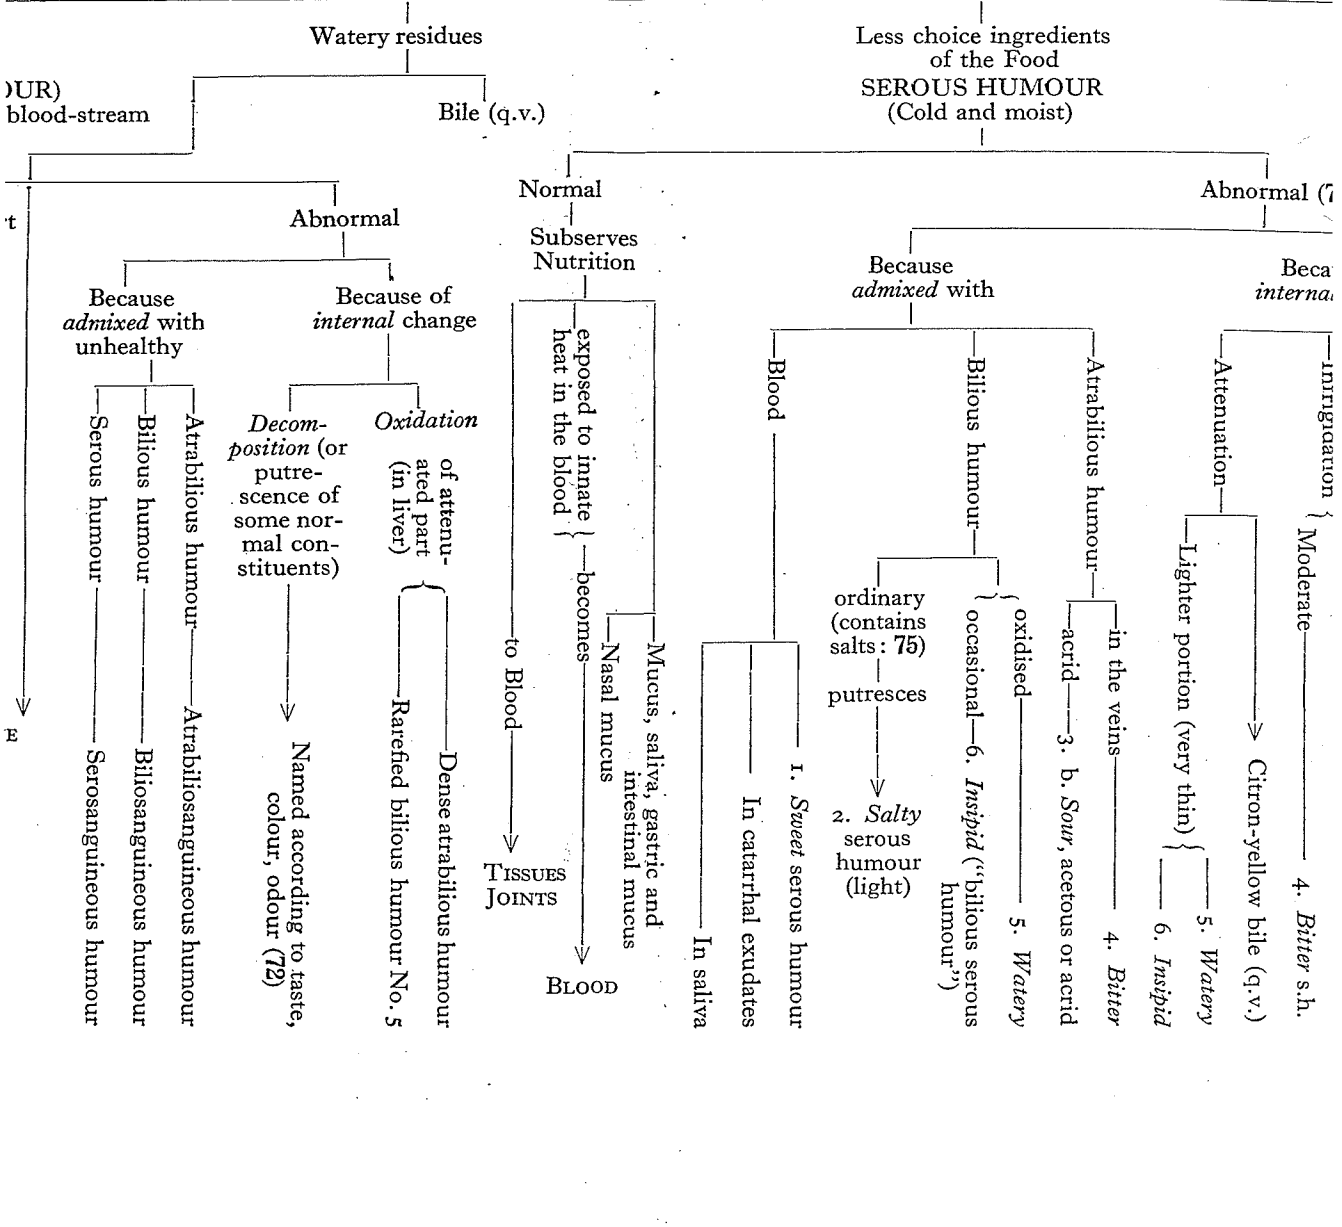 Watery residues
)UR)
blood-stream
Bile (q.v.)
't
Abnormal
Because
admixed with
unhealthy
Because of
internal change
Serous humour
Bilious humour
Atrabilious humour
Decom-
position (or
putre-
scence of
some nor-
mal con-
stituents)
Oxidation
of attenu-
ated part
(in liver)
E
Serosanguineous humour
Biliosanguineous humour
Atrabiliosanguineous humour
Named according to taste,
colour, odour (72)
Rarefied bilious humour No. 5
Dense atrabilious humour
Less choice ingredients
of the Food
SEROUS HUMOUR
(Cold and moist)
Normal
Subserves
Nutrition
to Blood
TISSUES
JOINTS
exposed to innate
heat in the blood
becomes
BLOOD
Nasal mucus
Mucus, saliva, gastric and
intestinal mucus
Abnormal (7
Because
admixed with
Blood
In saliva
In catarrhal exudates
1. Sweet serous humour
Bilious humour
ordinary
(contains
salts: 75)
putresces
2. Salty
serous
humour
(light)
occasional
6. Insipid ("bilious serous
humour")
oxidised
5. Watery
Atrabilious humour
acrid
3. b. Sour, acetous or acrid
in the veins
4. Bitter
Beca
interna
Attenuation
Lighter portion (very thin)
6. Insipid
5. Watery
Citron-yellow bile (q.v.)
Moderate
4. Bitter s.h.